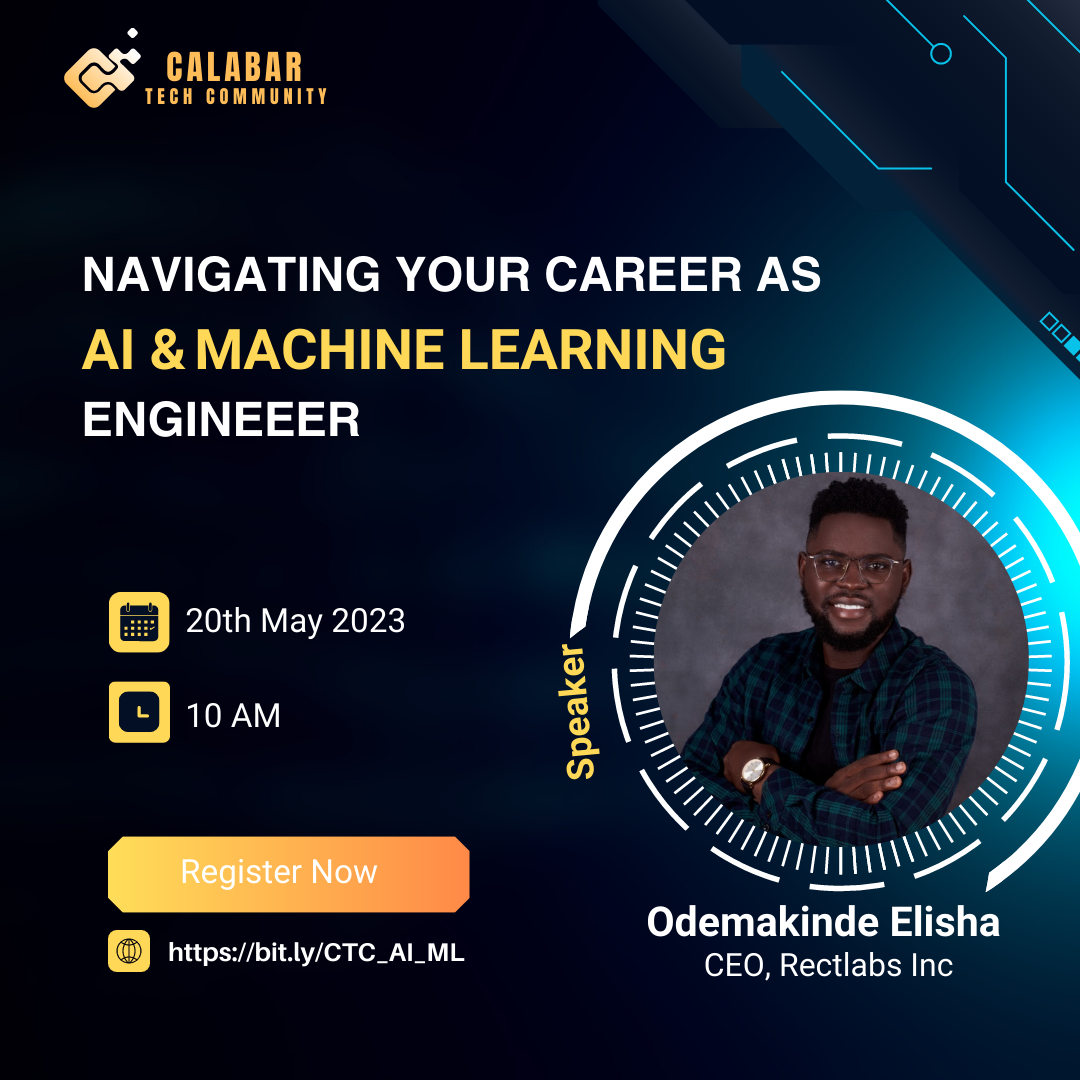 CALABAR
TECH COMMUNITY
NAVIGATING YOUR CAREER AS
AI & MACHINE LEARNING
ENGINEEER
20th May 2023
10 AM
Register Now
https://bit.ly/CTC_AI_ML
Speaker
Odemakinde Elisha
CEO, Rectlabs Inc